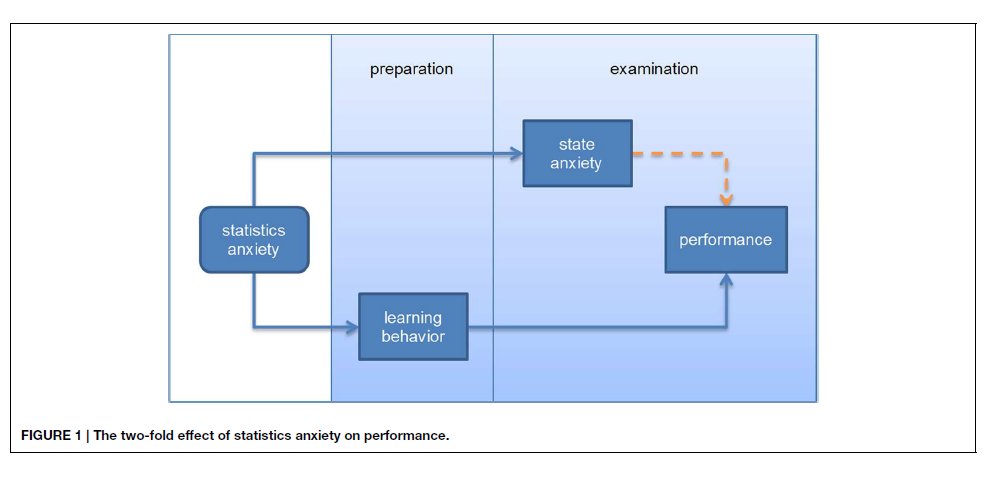 preparation
examination
state
anxiety
statistics
anxiety
performance
learning
behavior
FIGURE 1 | The two-fold effect of statistics anxiety on performance.